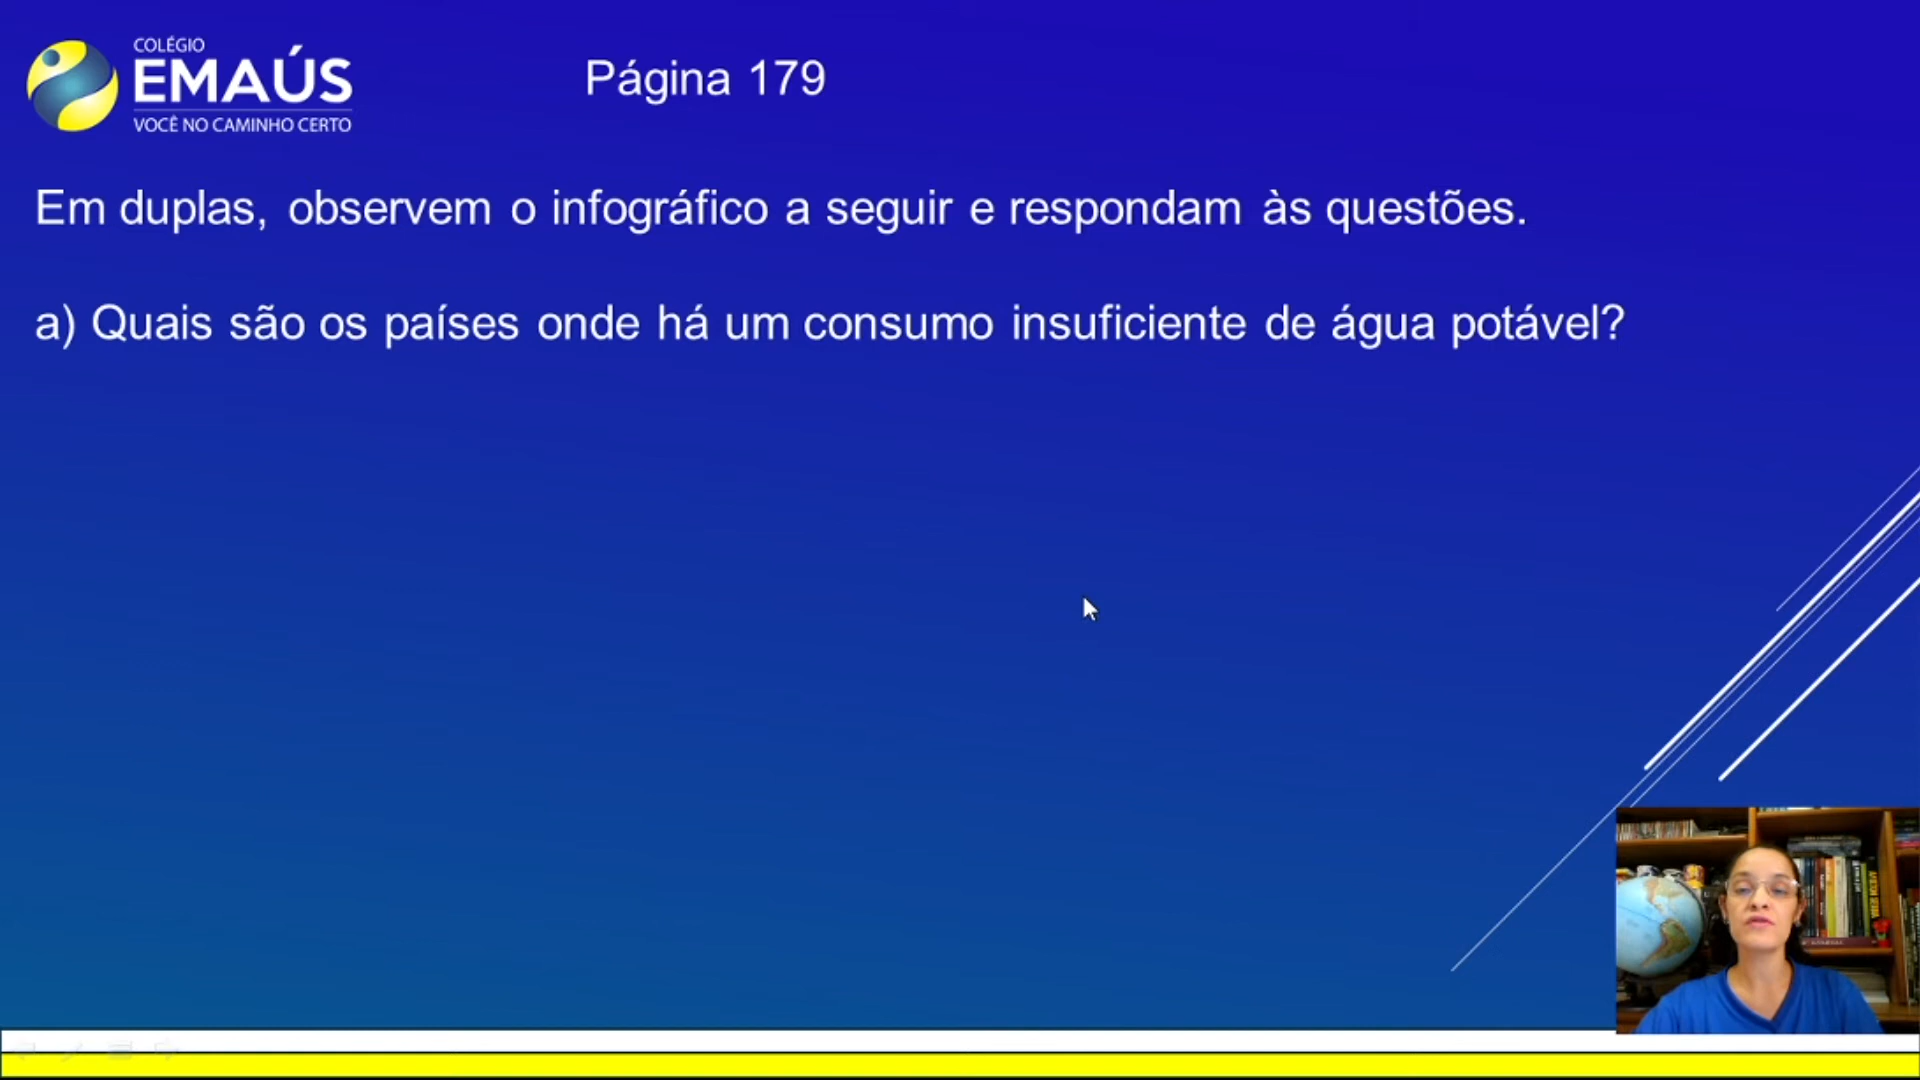 COLÉGIO
EMAÚS
VOCÊ NO CAMINHO CERTO
Página 179
Em duplas, observem o infográfico a seguir e respondam às questões.
a) Quais são os países onde há um consumo insuficiente de água potável?